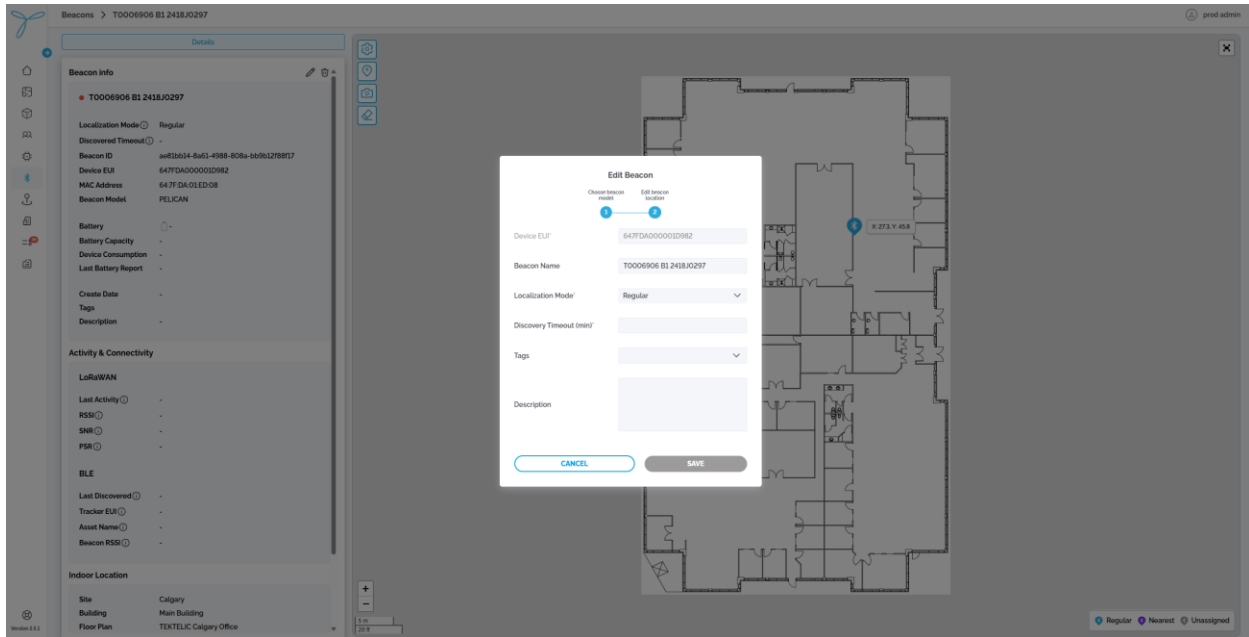 Beacons > T0006906 B1 2418J0297
prod admin
Details
Beacon info
T0006906 B1 2418J0297
Localization Mode Regular
Discovered Timeout -
Beacon ID ae81bb14-8a61-4988-808a-bb9b12f88f17
Device EUI 647FDA000001D982
MAC Address 64:7F:DA:01:ED:08
Beacon Model PELICAN
Battery -
Battery Capacity -
Device Consumption -
Last Battery Report -
Create Date -
Tags
Description -
Activity & Connectivity
LoRaWAN
Last Activity -
RSSI -
SNR -
PSR -
BLE
Last Discovered -
Tracker EUI -
Asset Name -
Beacon RSSI -
Indoor Location
Site Calgary
Building Main Building
Floor Plan TEKTELIC Calgary Office
Edit Beacon
Choose beacon model
Edit beacon location
1 2
Device EUI* 647FDA000001D982
Beacon Name T0006906 B1 2418J0297
Localization Mode* Regular
Discovery Timeout (min)*
Tags
Description
CANCEL SAVE
X: 27.3, Y: 45.8
+
−
5 m
20 ft
Regular Nearest Unassigned